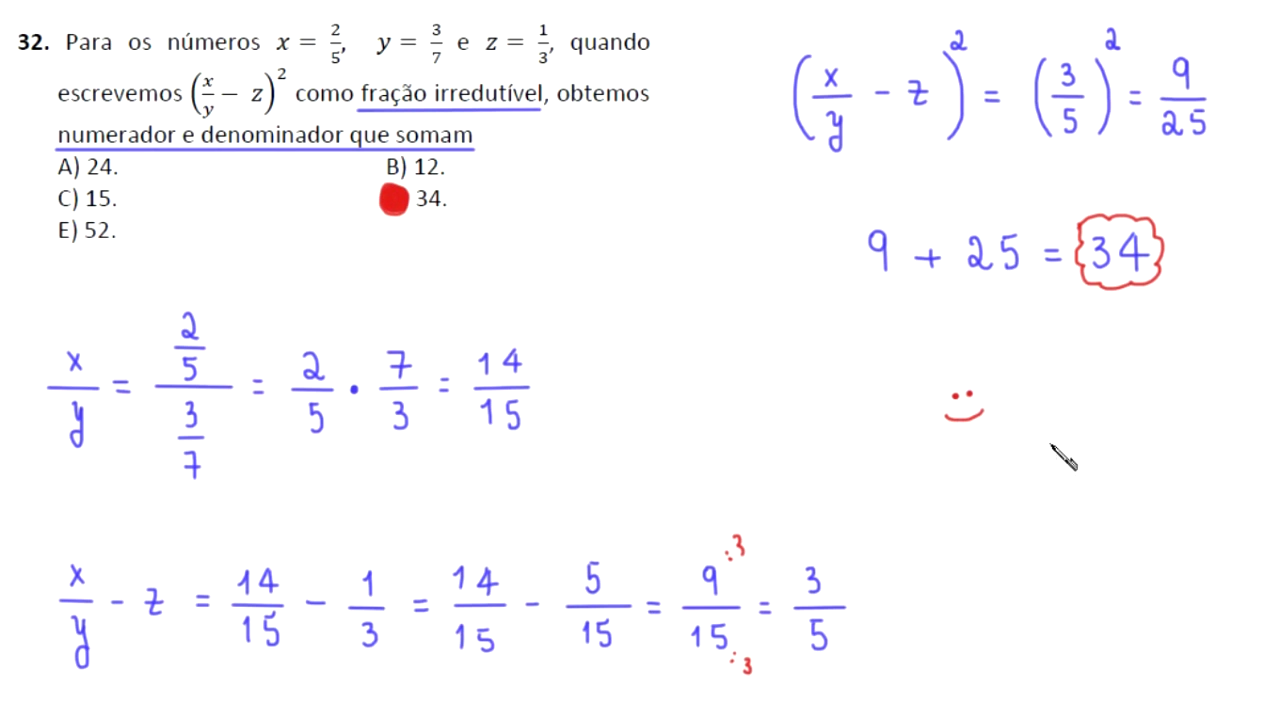 32. Para os números x = 2/5, y = 3/7 e z = 1/3, quando
escrevemos (x/y − z)² como fração irredutível, obtemos
numerador e denominador que somam
A) 24. B) 12.
C) 15. 34.
E) 52.
(x/y - z)² = (3/5)² = 9/25
9 + 25 = 34
x/y = (2/5)/(3/7) = 2/5 · 7/3 = 14/15
x/y - z = 14/15 - 1/3 = 14/15 - 5/15 = 9:3/15:3 = 3/5